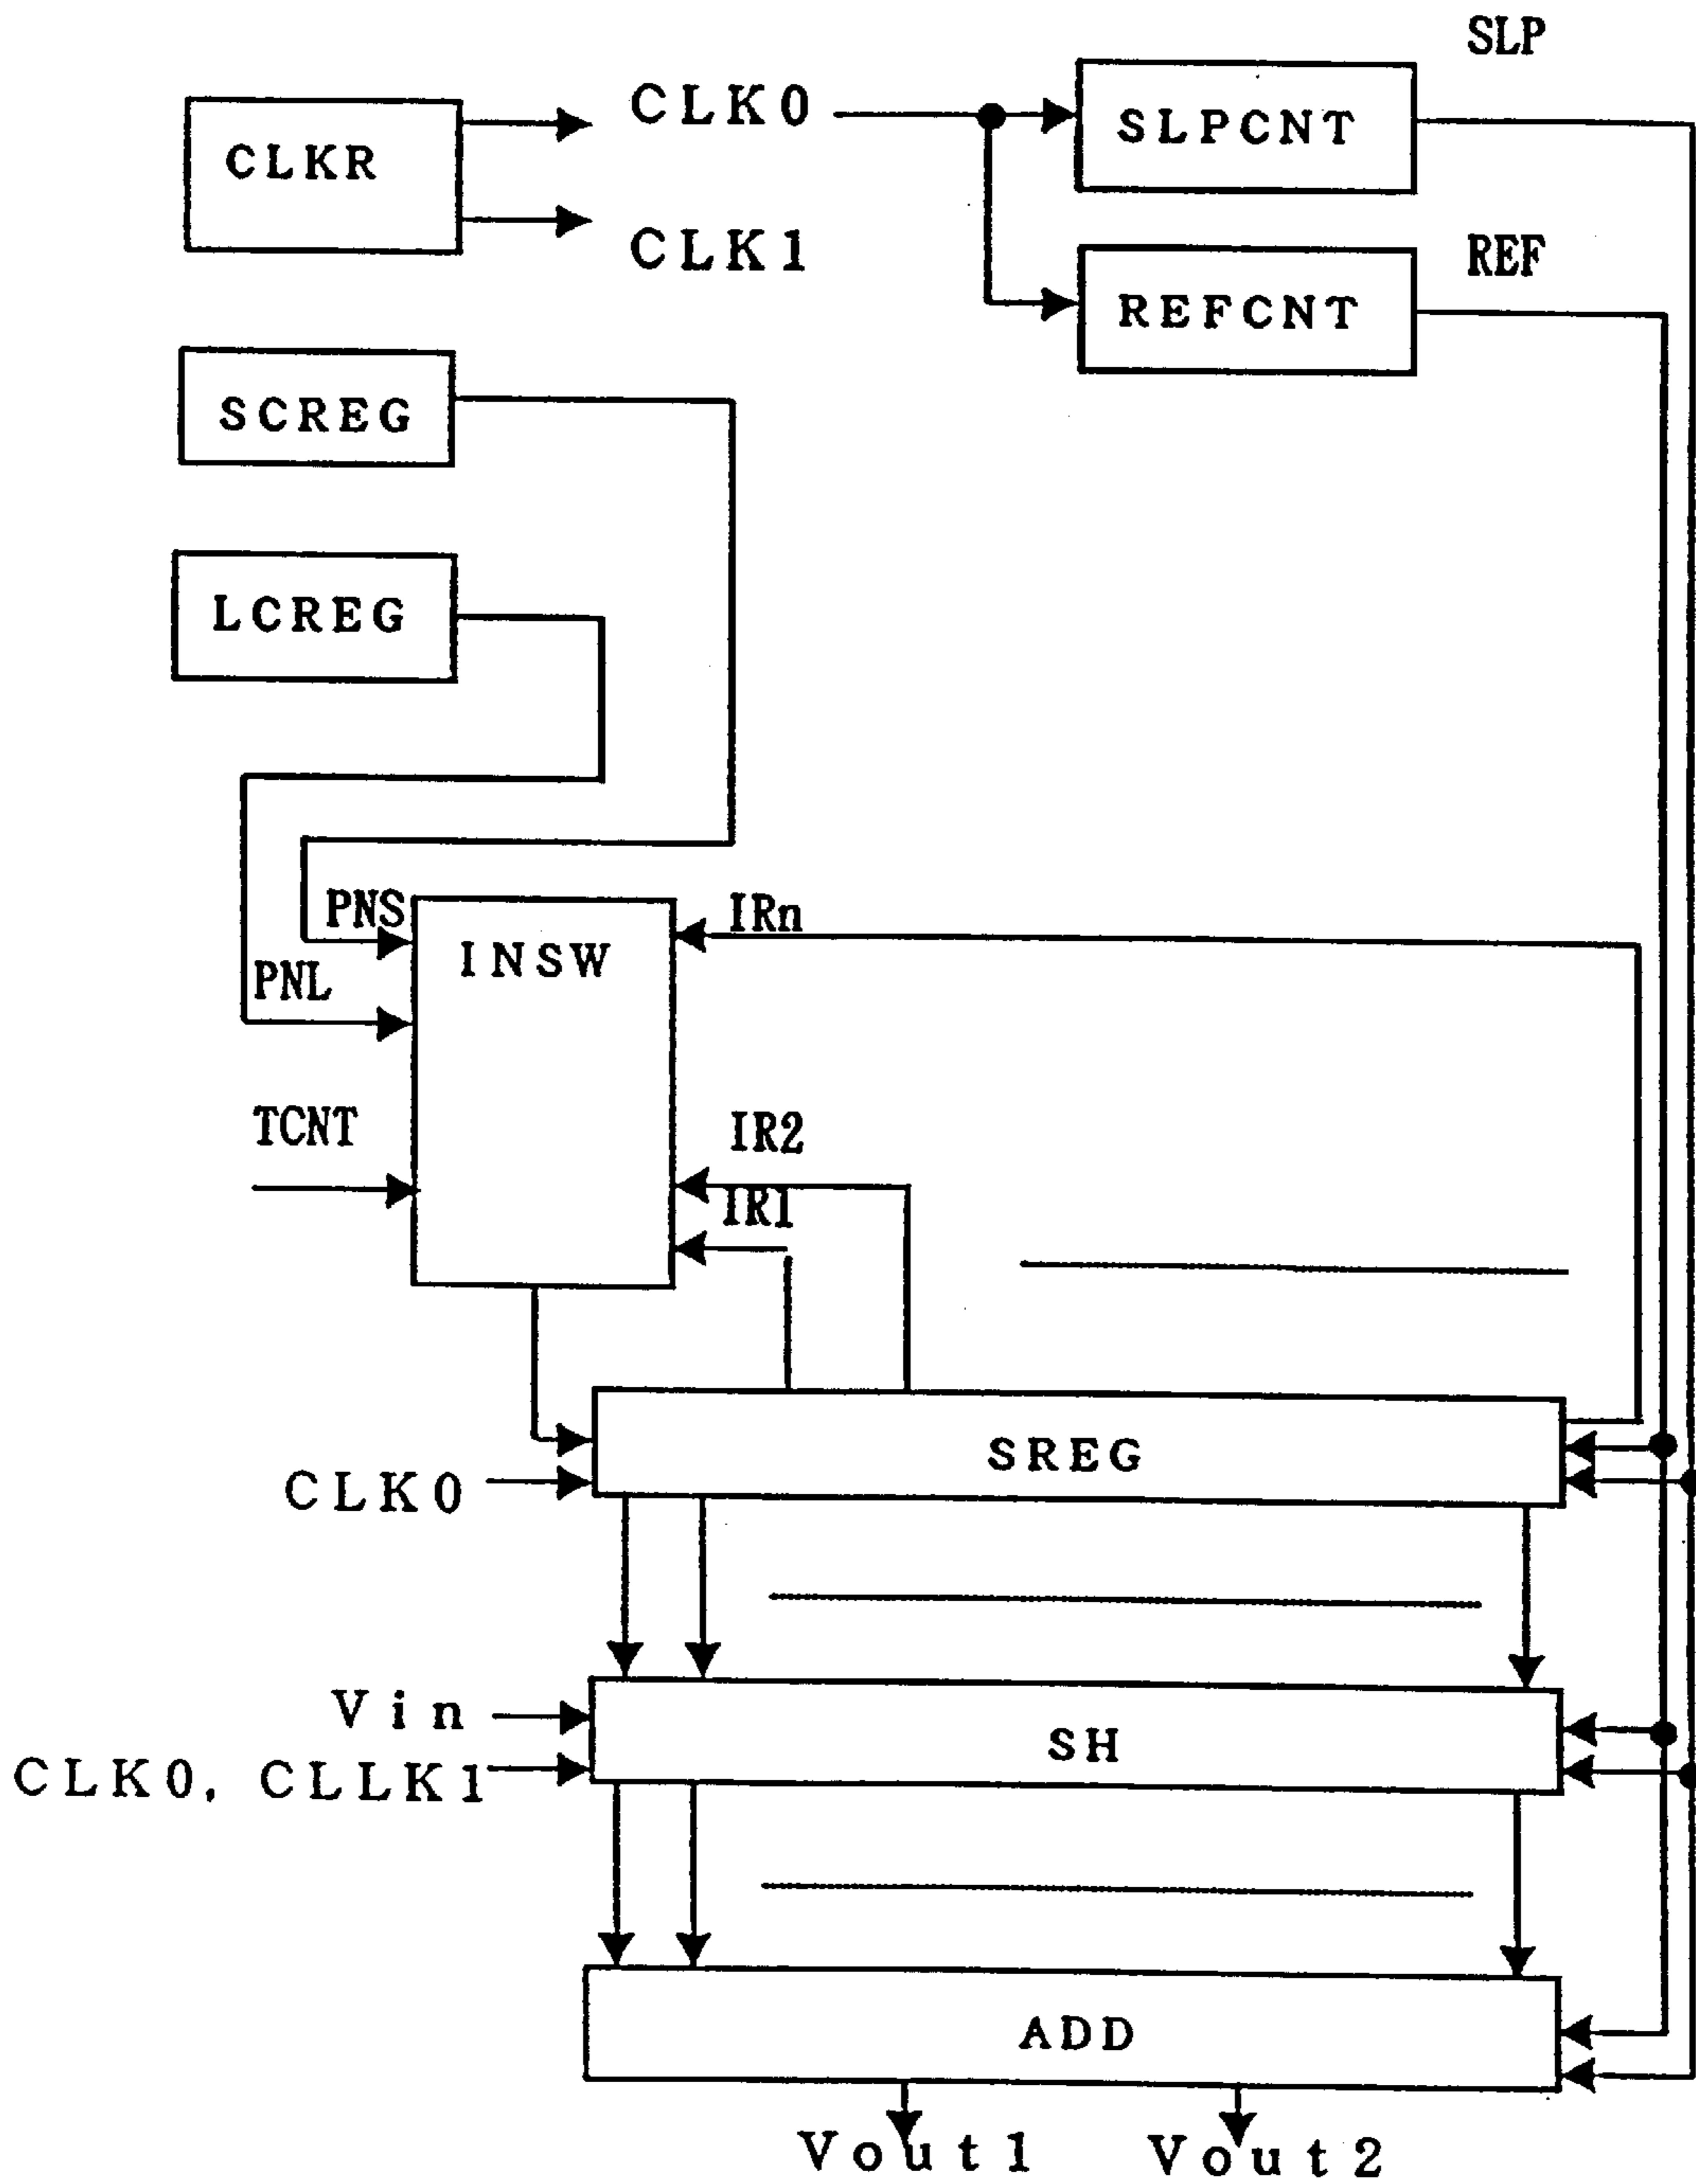 SLP
CLK0
SLPCNT
CLKR
CLK1
REF
REFCNT
SCREG
LCREG
PNS
IRn
INSW
PNL
TCNT
IR2
IR1
SREG
CLK0
Vin
SH
CLK0, CLLK1
ADD
Vout1
Vout2